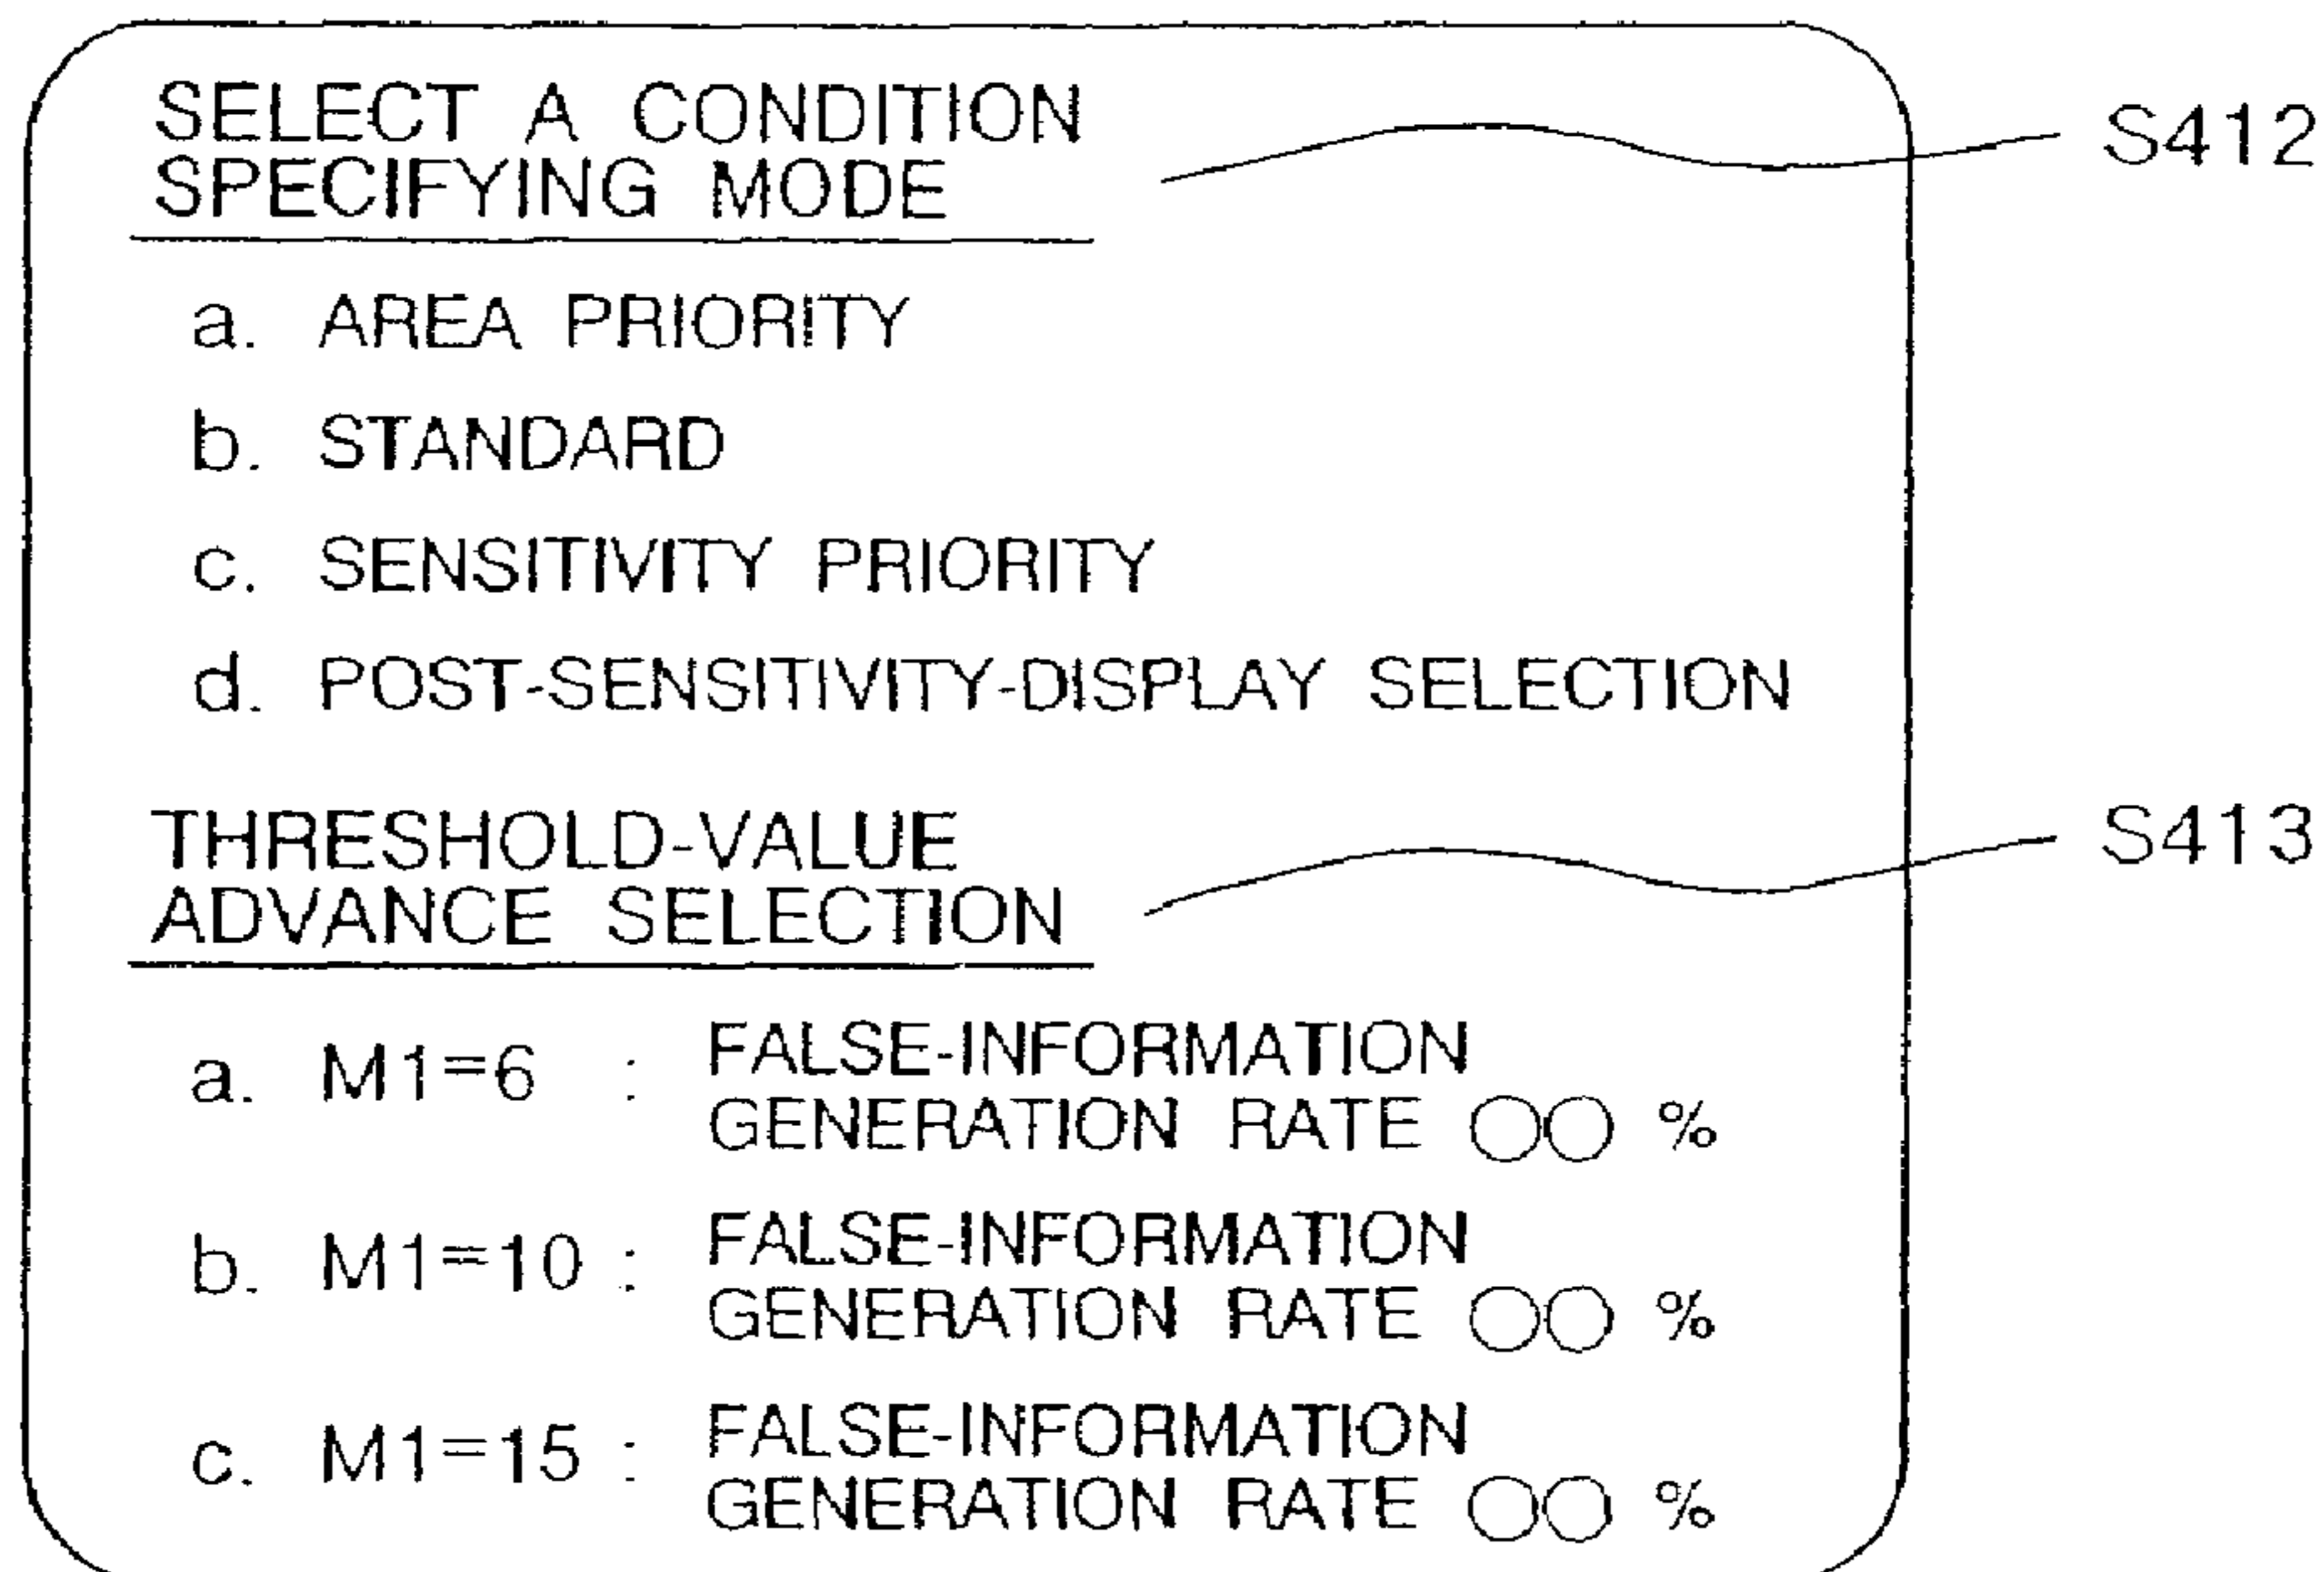 SELECT A CONDITION
SPECIFYING MODE
S412
a. AREA PRIORITY
b. STANDARD
c. SENSITIVITY PRIORITY
d. POST-SENSITIVITY-DISPLAY SELECTION
THRESHOLD-VALUE
ADVANCE SELECTION
S413
a. M1=6 : FALSE-INFORMATION
GENERATION RATE ○○ %
b. M1=10 : FALSE-INFORMATION
GENERATION RATE ○○ %
c. M1=15 : FALSE-INFORMATION
GENERATION RATE ○○ %